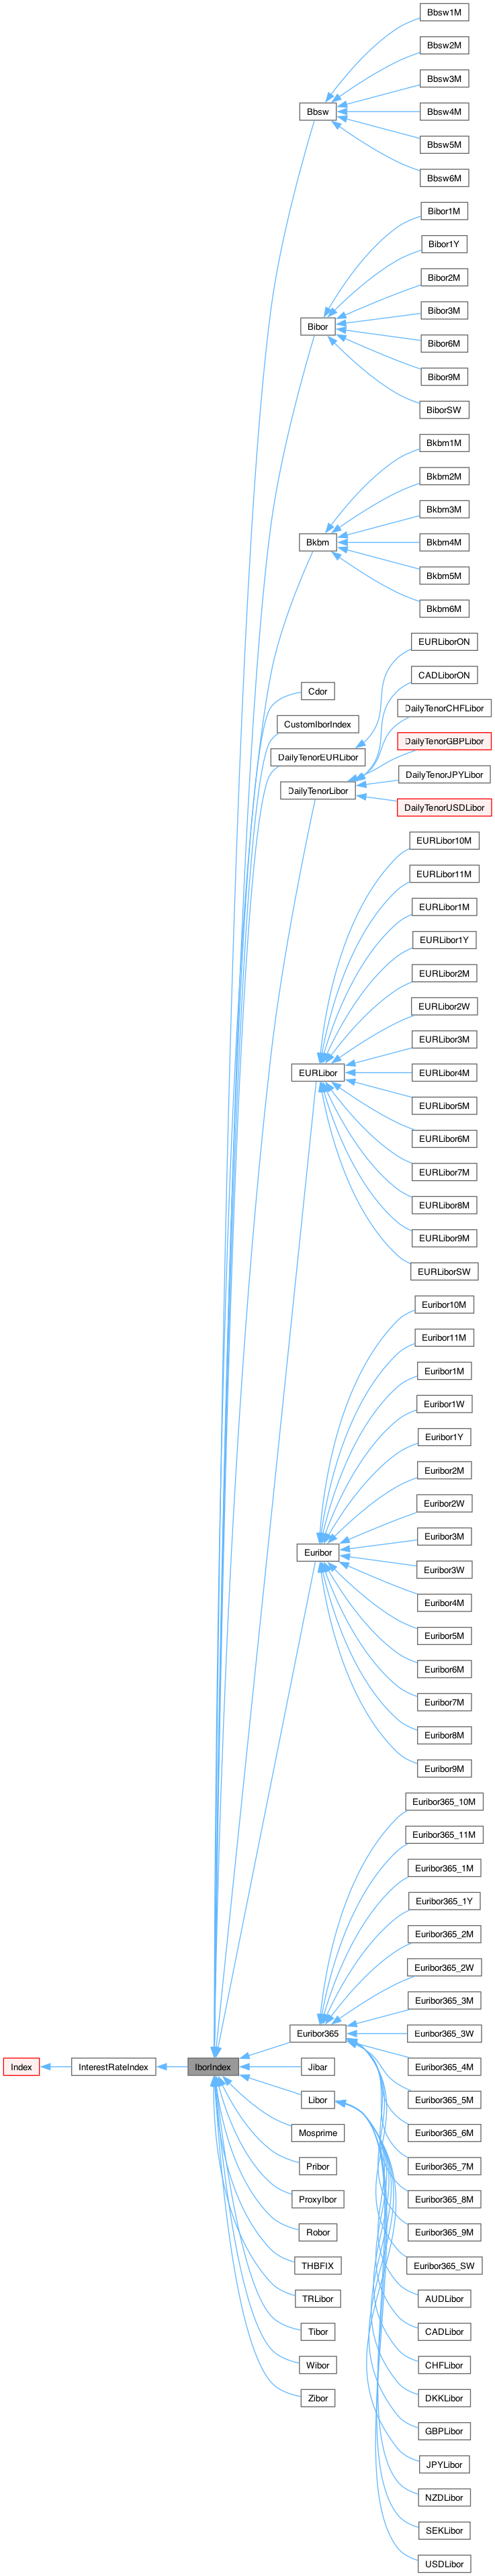 Bbsw1M
Bbsw2M
Bbsw3M
Bbsw
Bbsw4M
Bbsw5M
Bbsw6M
Bibor1M
Bibor1Y
Bibor2M
Bibor3M
Bibor
Bibor6M
Bibor9M
BiborSW
Bkbm1M
Bkbm2M
Bkbm3M
Bkbm
Bkbm4M
Bkbm5M
Bkbm6M
EURLiborON
CADLiborON
Cdor
DailyTenorCHFLibor
CustomIborIndex
DailyTenorGBPLibor
DailyTenorEURLibor
DailyTenorJPYLibor
DailyTenorLibor
DailyTenorUSDLibor
EURLibor10M
EURLibor11M
EURLibor1M
EURLibor1Y
EURLibor2M
EURLibor2W
EURLibor3M
EURLibor
EURLibor4M
EURLibor5M
EURLibor6M
EURLibor7M
EURLibor8M
EURLibor9M
EURLiborSW
Euribor10M
Euribor11M
Euribor1M
Euribor1W
Euribor1Y
Euribor2M
Euribor2W
Euribor3M
Euribor
Euribor3W
Euribor4M
Euribor5M
Euribor6M
Euribor7M
Euribor8M
Euribor9M
Euribor365_10M
Euribor365_11M
Euribor365_1M
Euribor365_1Y
Euribor365_2M
Euribor365_2W
Euribor365_3M
Euribor365
Euribor365_3W
Index
InterestRateIndex
IborIndex
Jibar
Euribor365_4M
Libor
Euribor365_5M
Mosprime
Euribor365_6M
Pribor
Euribor365_7M
ProxyIbor
Euribor365_8M
Robor
Euribor365_9M
THBFIX
Euribor365_SW
TRLibor
AUDLibor
Tibor
CADLibor
Wibor
CHFLibor
Zibor
DKKLibor
GBPLibor
JPYLibor
NZDLibor
SEKLibor
USDLibor